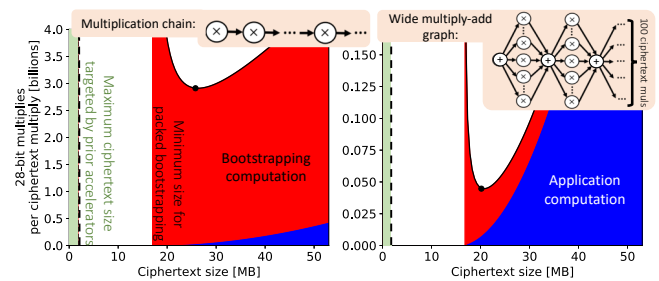 Multiplication chain:
× × ··· × ···
28-bit multiplies
per ciphertext multiply [billions]
4.0
3.5
3.0
2.5
2.0
1.5
1.0
0.5
0.0
Maximum ciphertext size
targeted by prior accelerators
Minimum size for
packed bootstrapping
Bootstrapping
computation
0 10 20 30 40 50
Ciphertext size [MB]
Wide multiply-add
graph:
100 ciphertext muls
0.150
0.125
0.100
0.075
0.050
0.025
0.000
Application
computation
0 10 20 30 40 50
Ciphertext size [MB]